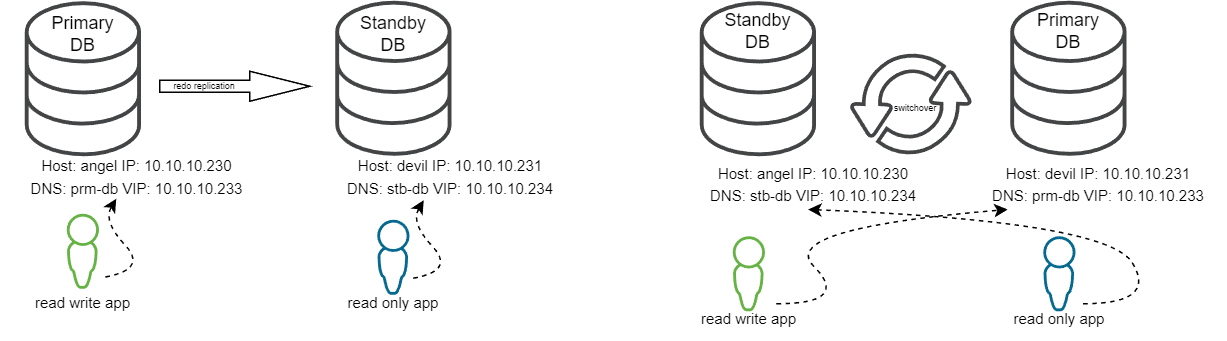 Primary
DB
redo replication
Standby
DB
Host: angel IP: 10.10.10.230
DNS: prm-db VIP: 10.10.10.233
Host: devil IP: 10.10.10.231
DNS: stb-db VIP: 10.10.10.234
read write app
read only app
Standby
DB
switchover
Primary
DB
Host: angel IP: 10.10.10.230
DNS: stb-db VIP: 10.10.10.234
Host: devil IP: 10.10.10.231
DNS: prm-db VIP: 10.10.10.233
read write app
read only app